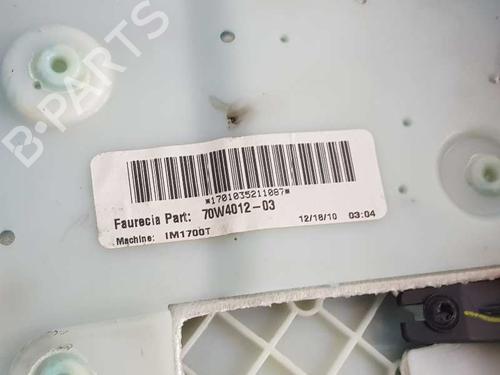 B-PARTS
*1701035211087*
Faurecia Part: 70W4012-03
12/18/10 03:04
Machine: IM1700T